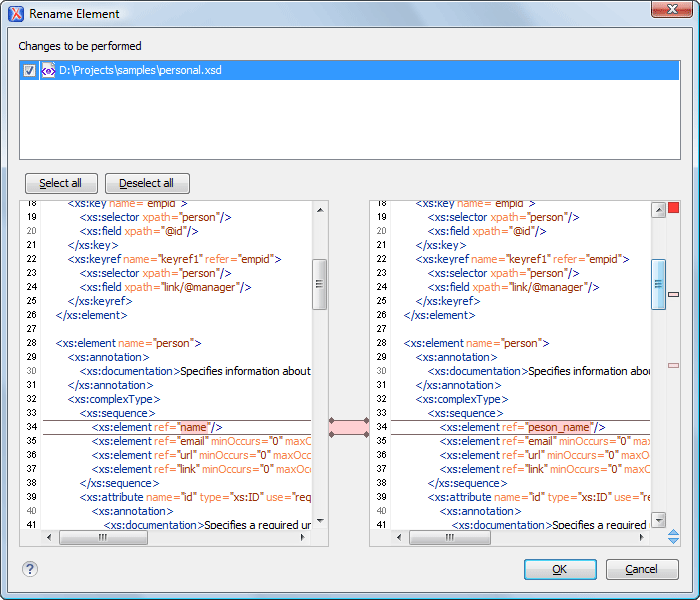 Rename Element
Changes to be performed
D:\Projects\samples\personal.xsd
Select all
Deselect all
18 <xs:key name="empid">
19 <xs:selector xpath="person"/>
20 <xs:field xpath="@id"/>
21 </xs:key>
22 <xs:keyref name="keyref1" refer="empid">
23 <xs:selector xpath="person"/>
24 <xs:field xpath="link/@manager"/>
25 </xs:keyref>
26 </xs:element>
27
28 <xs:element name="person">
29 <xs:annotation>
30 <xs:documentation>Specifies information about
31 </xs:annotation>
32 <xs:complexType>
33 <xs:sequence>
34 <xs:element ref="name"/>
35 <xs:element ref="email" minOccurs="0" maxO
36 <xs:element ref="url" minOccurs="0" maxOcc
37 <xs:element ref="link" minOccurs="0" maxOcc
38 </xs:sequence>
39 <xs:attribute name="id" type="xs:ID" use="req
40 <xs:annotation>
41 <xs:documentation>Specifies a required ur
18 <xs:key name="empid">
19 <xs:selector xpath="person"/>
20 <xs:field xpath="@id"/>
21 </xs:key>
22 <xs:keyref name="keyref1" refer="empid">
23 <xs:selector xpath="person"/>
24 <xs:field xpath="link/@manager"/>
25 </xs:keyref>
26 </xs:element>
27
28 <xs:element name="person">
29 <xs:annotation>
30 <xs:documentation>Specifies information about
31 </xs:annotation>
32 <xs:complexType>
33 <xs:sequence>
34 <xs:element ref="peson_name"/>
35 <xs:element ref="email" minOccurs="0" max
36 <xs:element ref="url" minOccurs="0" maxOc
37 <xs:element ref="link" minOccurs="0" maxO
38 </xs:sequence>
39 <xs:attribute name="id" type="xs:ID" use="re
40 <xs:annotation>
41 <xs:documentation>Specifies a required
OK
Cancel